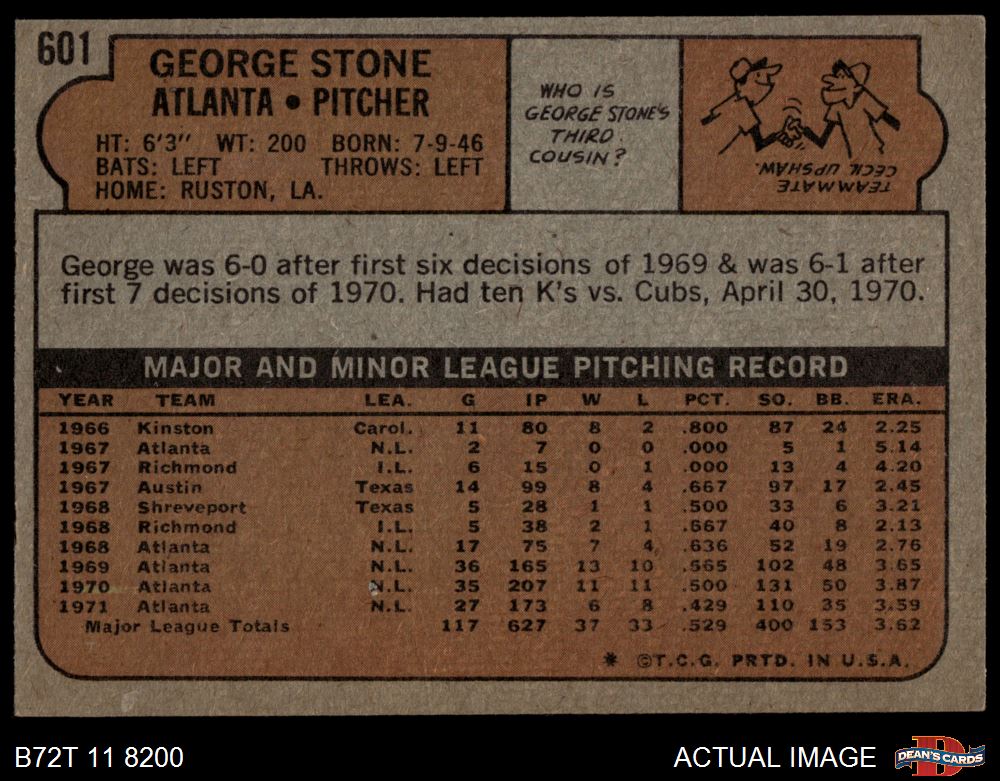 601
GEORGE STONE
ATLANTA • PITCHER
HT: 6'3" WT: 200 BORN: 7-9-46
BATS: LEFT THROWS: LEFT
HOME: RUSTON, LA.
WHO IS
GEORGE STONE'S
THIRD
COUSIN?
TEAMMATE
CECIL UPSHAW.
George was 6-0 after first six decisions of 1969 & was 6-1 after
first 7 decisions of 1970. Had ten K's vs. Cubs, April 30, 1970.
MAJOR AND MINOR LEAGUE PITCHING RECORD
YEAR TEAM LEA. G IP W L PCT. SO. BB. ERA.
1966 Kinston Carol. 11 80 8 2 .800 87 24 2.25
1967 Atlanta N.L. 2 7 0 0 .000 5 1 5.14
1967 Richmond I.L. 6 15 0 1 .000 13 4 4.20
1967 Austin Texas 14 99 8 4 .667 97 17 2.45
1968 Shreveport Texas 5 28 1 1 .500 33 6 3.21
1968 Richmond I.L. 5 38 2 1 .667 40 8 2.13
1968 Atlanta N.L. 17 75 7 4 .636 52 19 2.76
1969 Atlanta N.L. 36 165 13 10 .565 102 48 3.65
1970 Atlanta N.L. 35 207 11 11 .500 131 50 3.87
1971 Atlanta N.L. 27 173 6 8 .429 110 35 3.59
Major League Totals 117 627 37 33 .529 400 153 3.62
* ©T.C.G. PRTD. IN U.S.A.
B72T 11 8200
ACTUAL IMAGE
D
DEAN'S CARDS